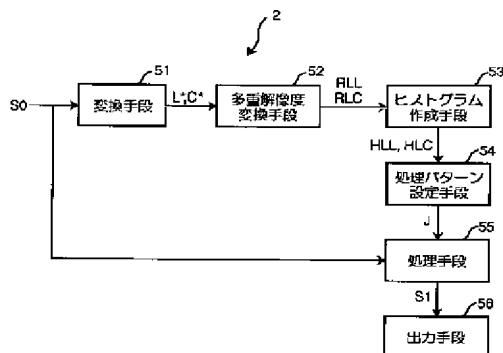 2
51
52
53
S0
変換手段
L*,C*
多重解像度
変換手段
RLL
RLC
ヒストグラム
作成手段
HLL, HLC
54
処理パターン
設定手段
J
55
処理手段
S1
56
出力手段